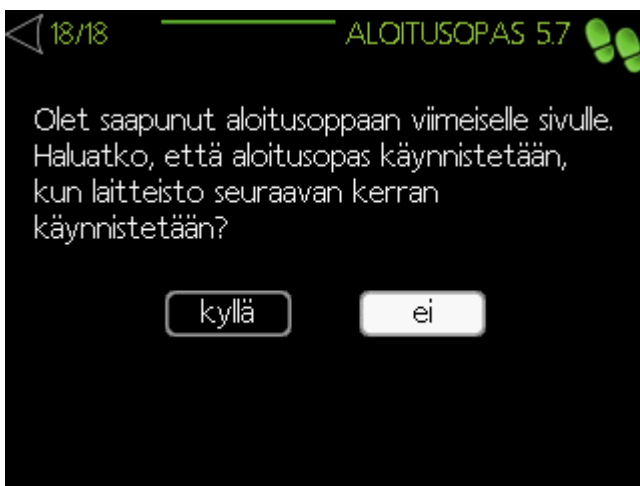 18/18
ALOITUSOPAS 5.7
Olet saapunut aloitusoppaan viimeiselle sivulle.
Haluatko, että aloitusopas käynnistetään,
kun laitteisto seuraavan kerran
käynnistetään?
kyllä
ei